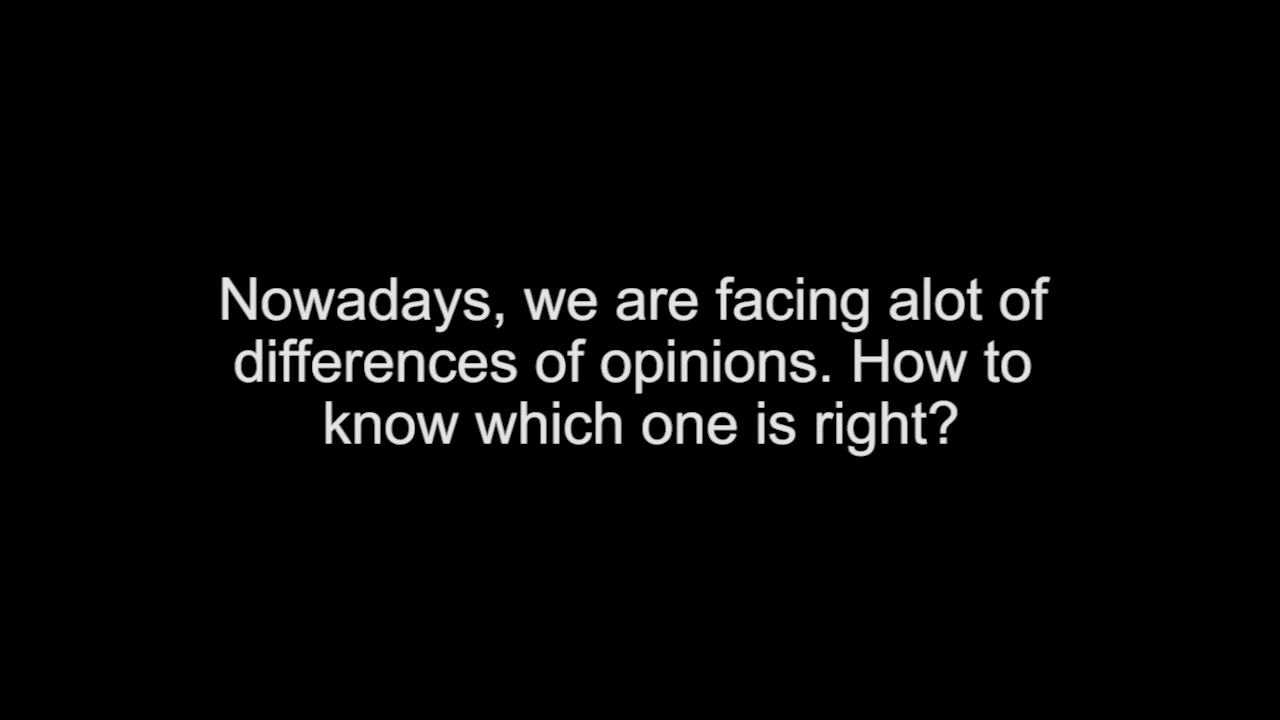 Nowadays, we are facing alot of
differences of opinions. How to
know which one is right?